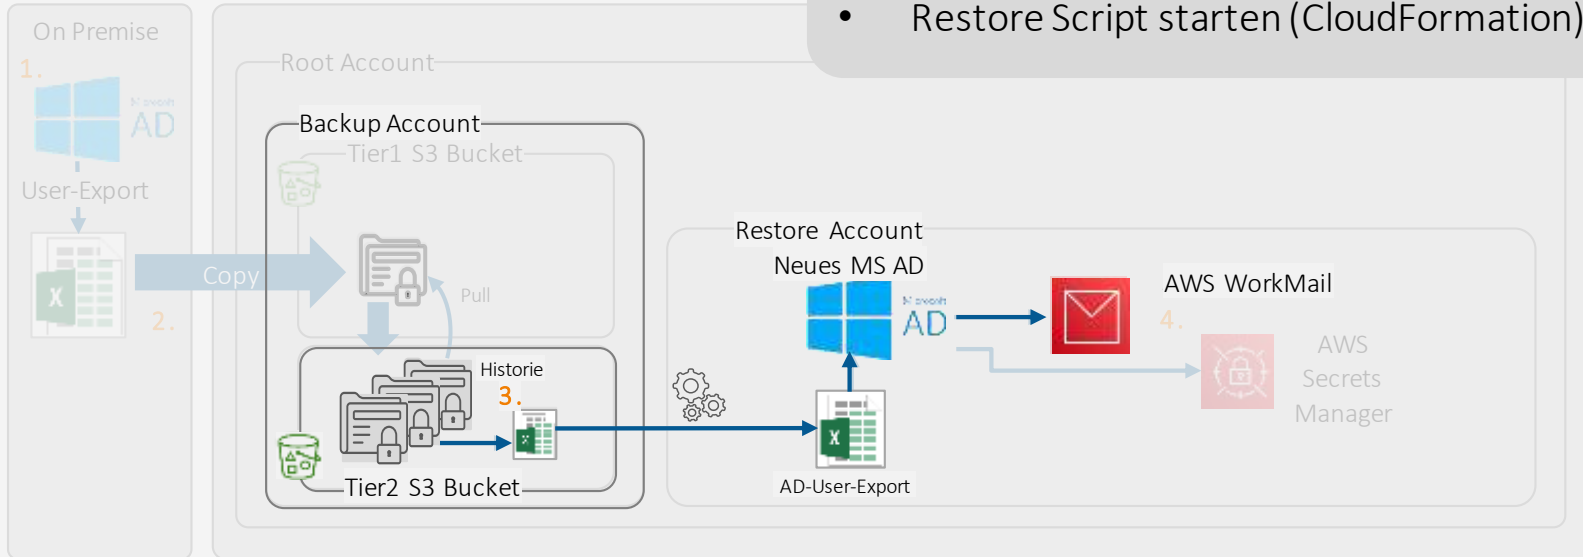 • Restore Script starten (CloudFormation)
On Premise
1.
Microsoft
AD
User-Export
X
2.
Copy
Root Account
Backup Account
Tier1 S3 Bucket
Pull
Historie
3.
X
Tier2 S3 Bucket
Restore Account
Neues MS AD
Microsoft
AD
X
AD-User-Export
AWS WorkMail
4.
AWS
Secrets
Manager